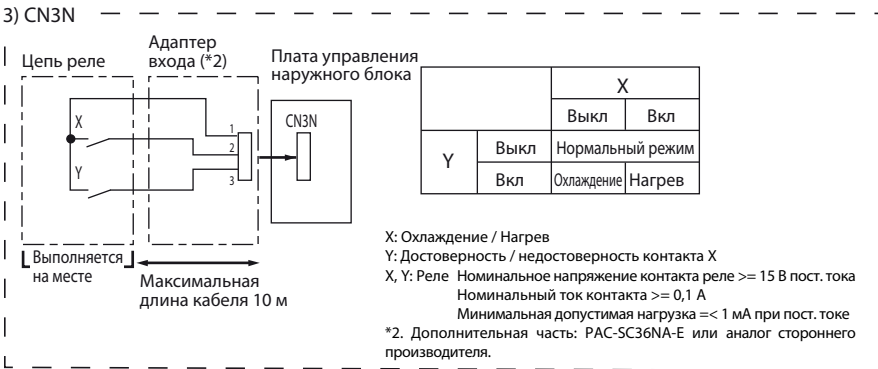 3) CN3N
Цепь реле
Адаптер
входа (*2)
Плата управления
наружного блока
X
Y
1
2
3
CN3N
Выполняется
на месте
Максимальная
длина кабеля 10 м
X
Выкл Вкл
Y Выкл Нормальный режим
Вкл Охлаждение Нагрев
X: Охлаждение / Нагрев
Y: Достоверность / недостоверность контакта X
X, Y: Реле Номинальное напряжение контакта реле >= 15 В пост. тока
Номинальный ток контакта >= 0,1 А
Минимальная допустимая нагрузка =< 1 мА при пост. токе
*2. Дополнительная часть: PAC-SC36NA-E или аналог стороннего
производителя.